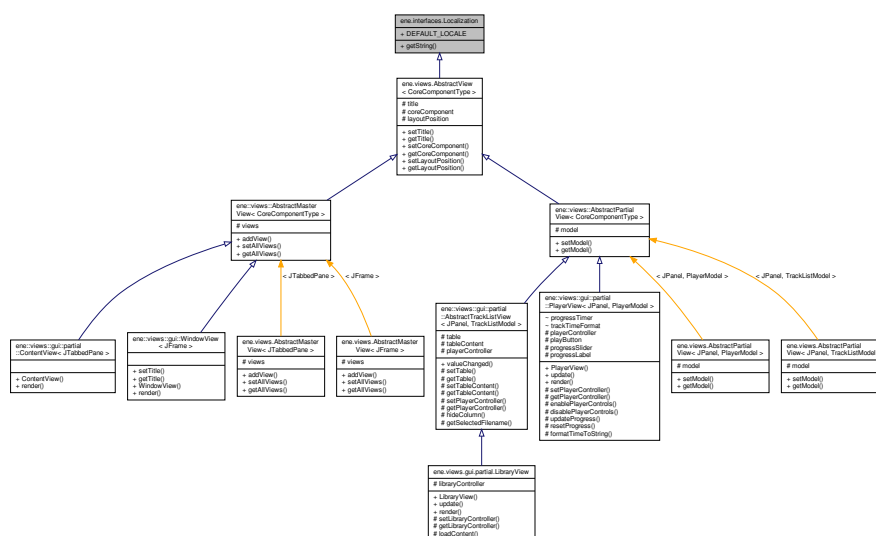 ene.interfaces.Localization
+ DEFAULT_LOCALE
+ getString()
ene.views.AbstractView
< CoreComponentType >
# title
# coreComponent
# layoutPosition
+ setTitle()
+ getTitle()
+ setCoreComponent()
+ getCoreComponent()
+ setLayoutPosition()
+ getLayoutPosition()
ene::views::AbstractMaster
View< CoreComponentType >
# views
+ addView()
+ setAllViews()
+ getAllViews()
ene::views::AbstractPartial
View< CoreComponentType >
# model
+ setModel()
+ getModel()
< JTabbedPane >
< JFrame >
< JPanel, PlayerModel >
< JPanel, TrackListModel >
ene::views::gui::partial
::ContentView< JTabbedPane >
+ ContentView()
+ render()
ene::views::gui::WindowView
< JFrame >
+ setTitle()
+ getTitle()
+ WindowView()
+ render()
ene.views.AbstractMaster
View< JTabbedPane >
# views
+ addView()
+ setAllViews()
+ getAllViews()
ene.views.AbstractMaster
View< JFrame >
# views
+ addView()
+ setAllViews()
+ getAllViews()
ene::views::gui::partial
::AbstractTrackListView
< JPanel, TrackListModel >
# table
# tableContent
# playerController
+ valueChanged()
# setTable()
# getTable()
# setTableContent()
# getTableContent()
# setPlayerController()
# getPlayerController()
# hideColumn()
# getSelectedFilename()
ene::views::gui::partial
::PlayerView< JPanel, PlayerModel >
~ progressTimer
~ trackTimeFormat
# playerController
# playButton
# progressSlider
# progressLabel
+ PlayerView()
+ update()
+ render()
# setPlayerController()
# getPlayerController()
# enablePlayerControls()
# disablePlayerControls()
# updateProgress()
# resetProgress()
# formatTimeToString()
ene.views.AbstractPartial
View< JPanel, PlayerModel >
# model
+ setModel()
+ getModel()
ene.views.AbstractPartial
View< JPanel, TrackListModel
# model
+ setModel()
+ getModel()
ene.views.gui.partial.LibraryView
# libraryController
+ LibraryView()
+ update()
+ render()
# setLibraryController()
# getLibraryController()
# loadContent()